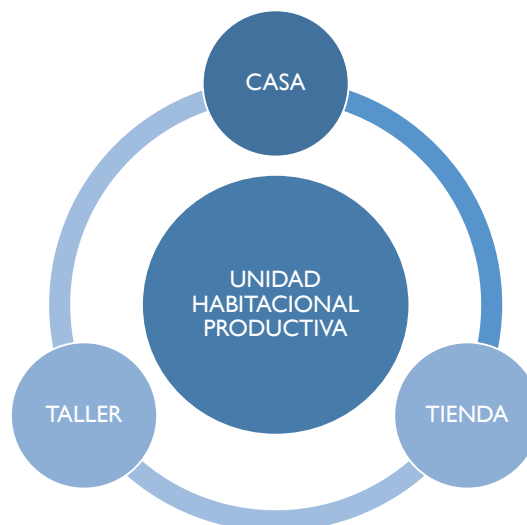 CASA
UNIDAD
HABITACIONAL
PRODUCTIVA
TALLER
TIENDA